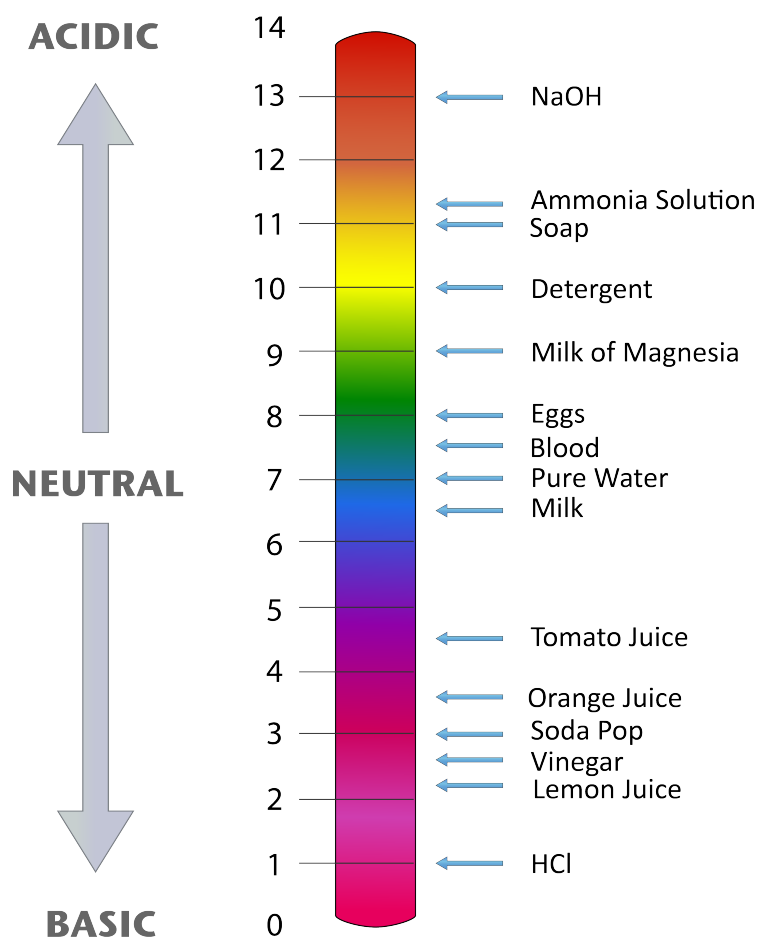 ACIDIC
NEUTRAL
BASIC
14
13
12
11
10
9
8
7
6
5
4
3
2
1
0
NaOH
Ammonia Solution
Soap
Detergent
Milk of Magnesia
Eggs
Blood
Pure Water
Milk
Tomato Juice
Orange Juice
Soda Pop
Vinegar
Lemon Juice
HCl